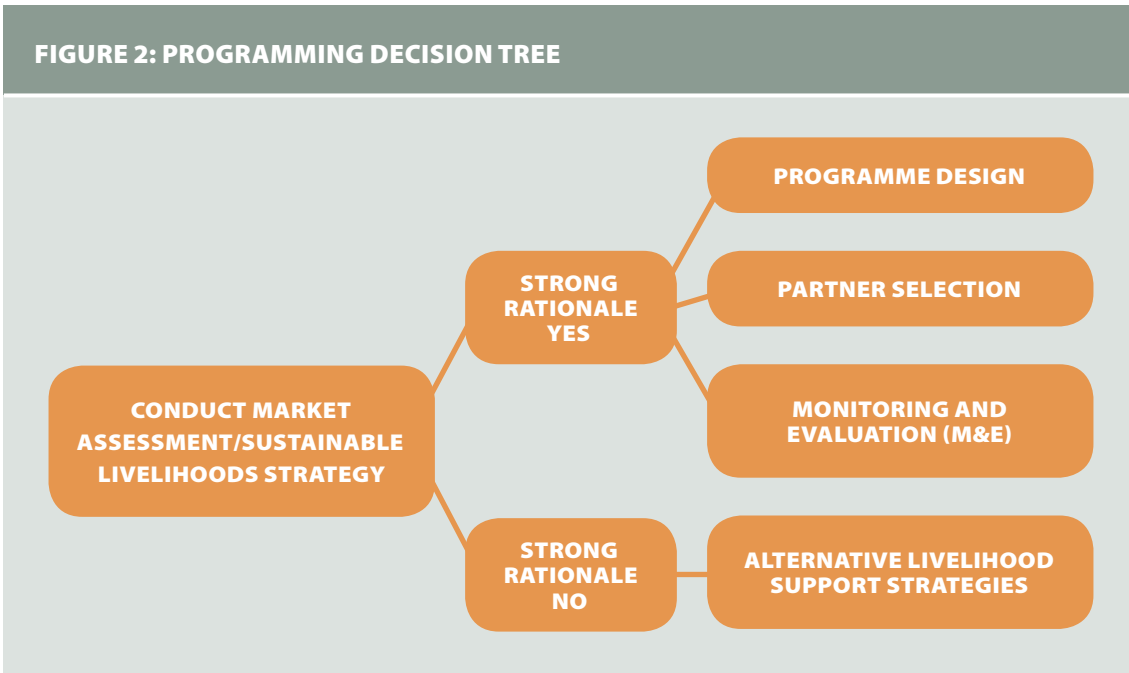 FIGURE 2: PROGRAMMING DECISION TREE
CONDUCT MARKET
ASSESSMENT/SUSTAINABLE
LIVELIHOODS STRATEGY
STRONG
RATIONALE
YES
PROGRAMME DESIGN
PARTNER SELECTION
MONITORING AND
EVALUATION (M&E)
STRONG
RATIONALE
NO
ALTERNATIVE LIVELIHOOD
SUPPORT STRATEGIES